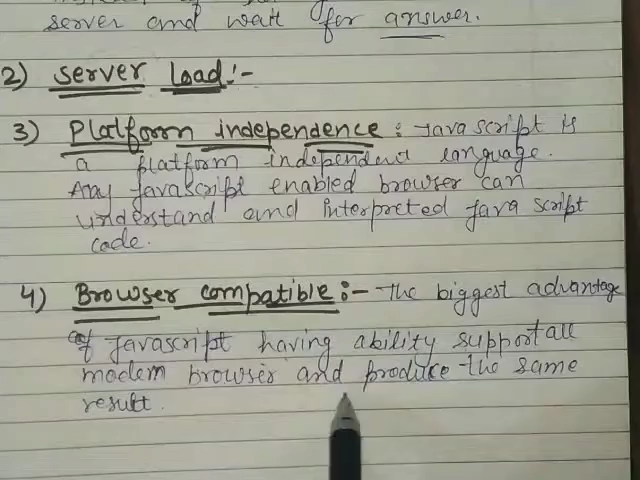 server and wait for answer.
2) server Load:-
3) Platform independence: Javascript is
a platform independent language.
Any Javascript enabled browser can
understand and interpreted Java script
code.
4) Browser compatible:- The biggest advantage
of Javascript having ability support all
modern browser and produce the same
result.